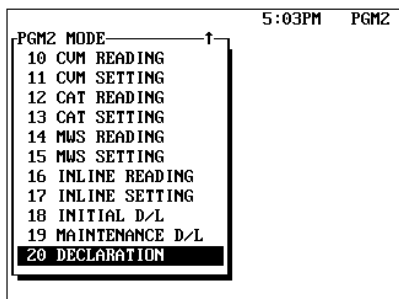 5:03PM PGM2
PGM2 MODE ↑
10 CVM READING
11 CVM SETTING
12 CAT READING
13 CAT SETTING
14 MWS READING
15 MWS SETTING
16 INLINE READING
17 INLINE SETTING
18 INITIAL D/L
19 MAINTENANCE D/L
20 DECLARATION